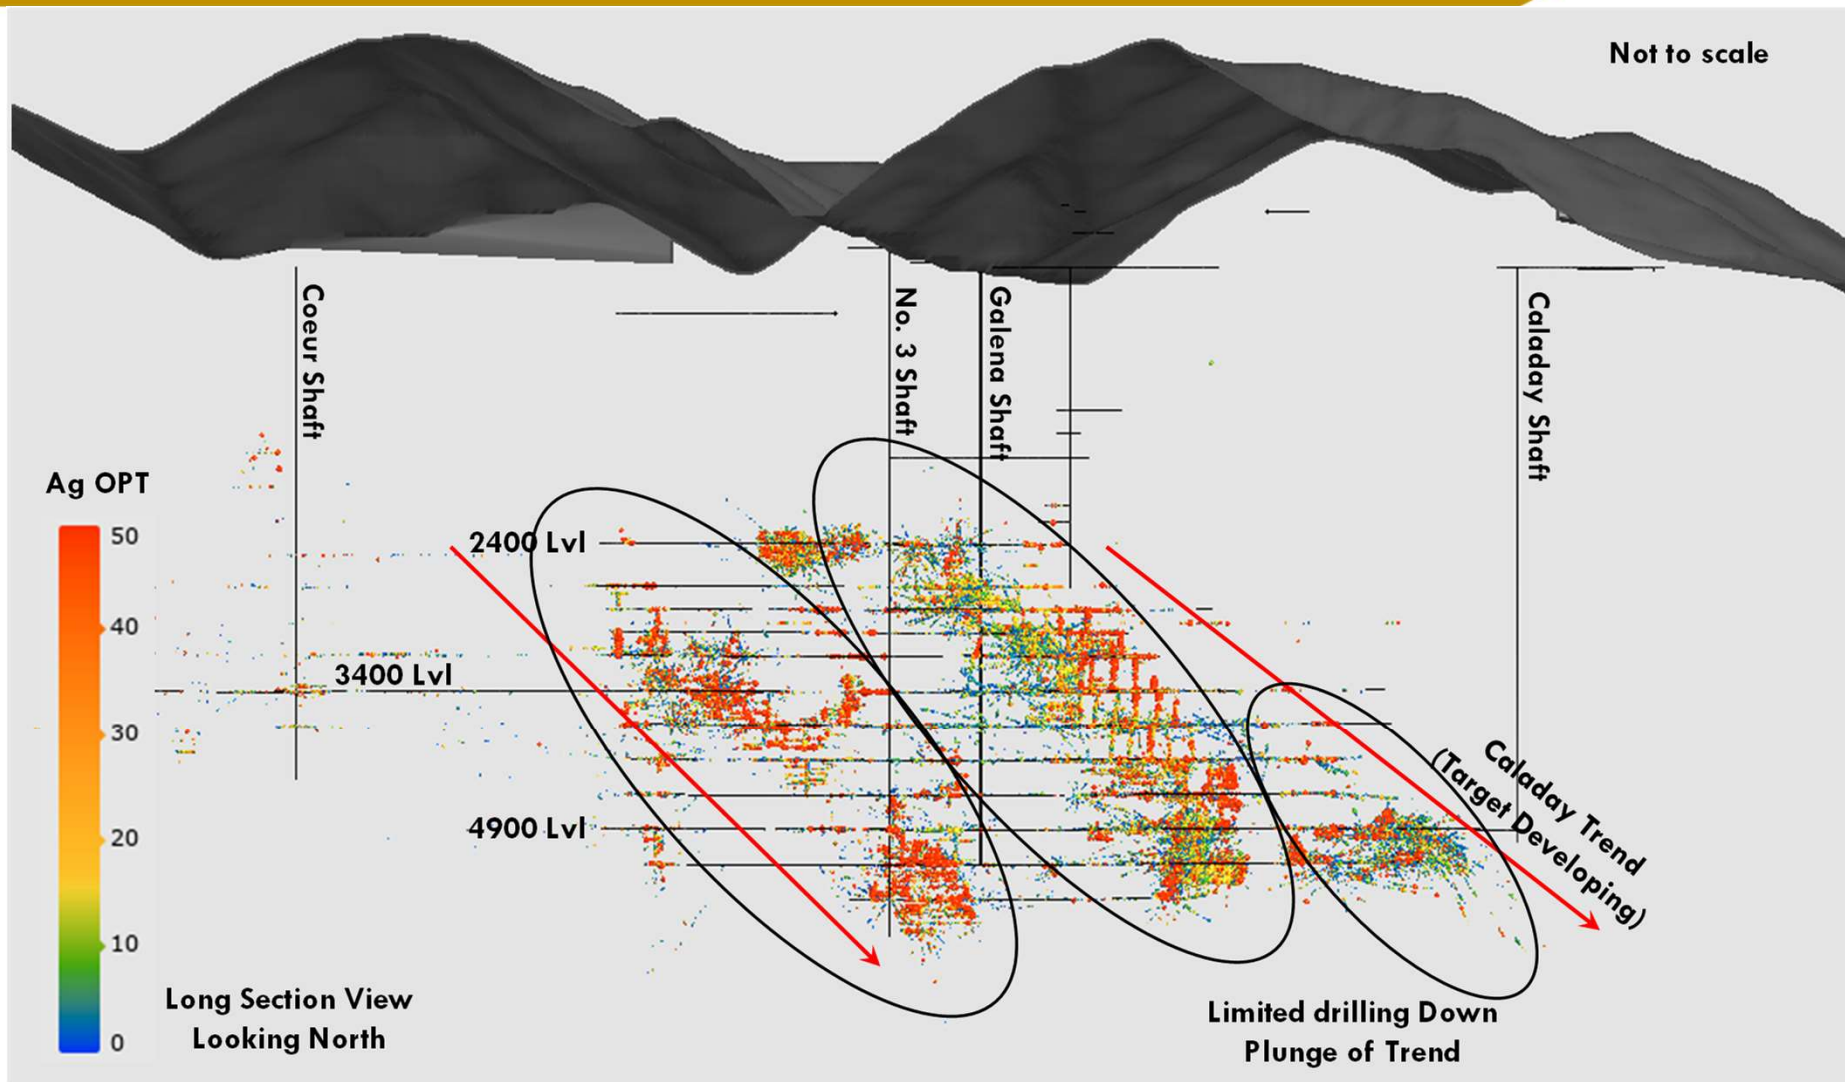 Not to scale
Coeur Shaft
No. 3 Shaft
Galena Shaft
Caladay Shaft
Ag OPT
50
40
30
20
10
0
2400 Lvl
3400 Lvl
4900 Lvl
Caladay Trend
(Target Developing)
Long Section View
Looking North
Limited drilling Down
Plunge of Trend